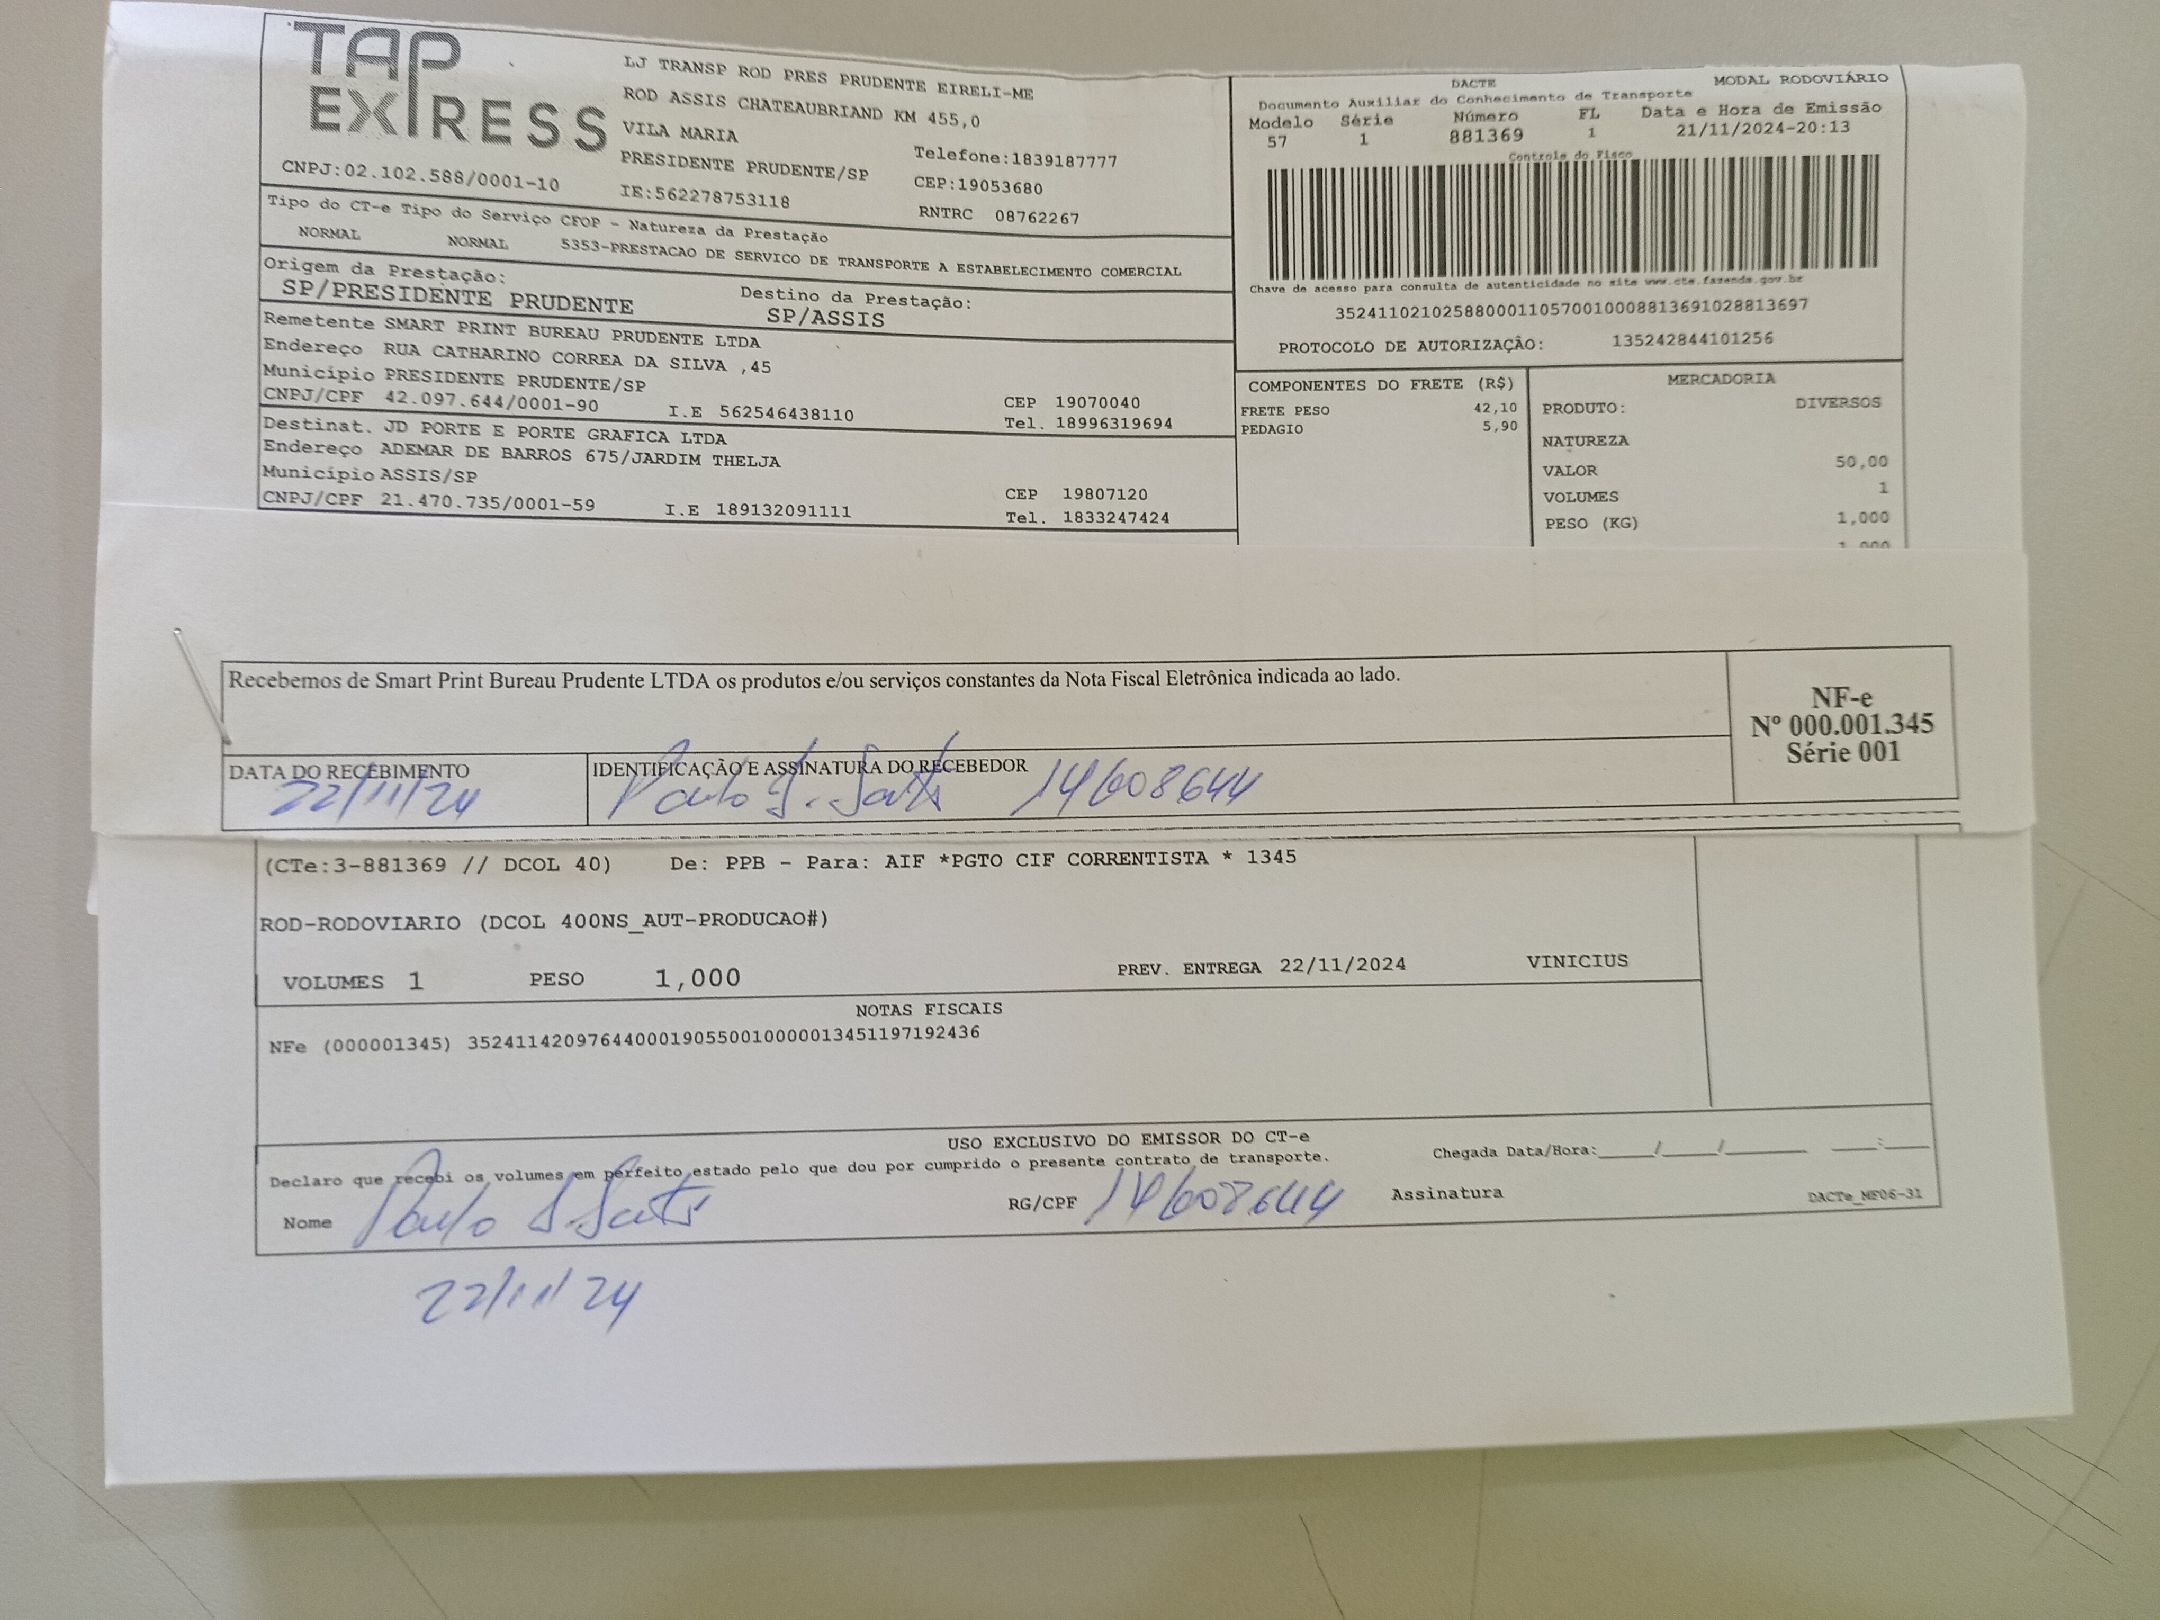 TAP EXPRESS
LJ TRANSP ROD PRES PRUDENTE EIRELI-ME
ROD ASSIS CHATEAUBRIAND KM 455,0
VILA MARIA
PRESIDENTE PRUDENTE/SP
Telefone:1839187777
CEP:19053680
CNPJ:02.102.588/0001-10
IE:562278753118
RNTRC 08762267
DACTE
MODAL RODOVIÁRIO
Documento Auxiliar do Conhecimento de Transporte
Modelo Série Número FL Data e Hora de Emissão
57 1 881369 1 21/11/2024-20:13
Controle do Fisco
Chave de acesso para consulta de autenticidade no site www.cte.fazenda.gov.br
35241102102588000110570010008813691028813697
PROTOCOLO DE AUTORIZAÇÃO: 135242844101256
Tipo do CT-e Tipo do Serviço CFOP - Natureza da Prestação
NORMAL NORMAL 5353-PRESTACAO DE SERVICO DE TRANSPORTE A ESTABELECIMENTO COMERCIAL
Origem da Prestação:
SP/PRESIDENTE PRUDENTE
Destino da Prestação:
SP/ASSIS
Remetente SMART PRINT BUREAU PRUDENTE LTDA
Endereço RUA CATHARINO CORREA DA SILVA ,45
Município PRESIDENTE PRUDENTE/SP
CEP 19070040
CNPJ/CPF 42.097.644/0001-90 I.E 562546438110 Tel. 18996319694
Destinat. JD PORTE E PORTE GRAFICA LTDA
Endereço ADEMAR DE BARROS 675/JARDIM THELJA
Município ASSIS/SP
CEP 19807120
CNPJ/CPF 21.470.735/0001-59 I.E 189132091111 Tel. 1833247424
COMPONENTES DO FRETE (R$)
FRETE PESO 42,10
PEDAGIO 5,90
MERCADORIA
PRODUTO: DIVERSOS
NATUREZA
VALOR 50,00
VOLUMES 1
PESO (KG) 1,000
Recebemos de Smart Print Bureau Prudente LTDA os produtos e/ou serviços constantes da Nota Fiscal Eletrônica indicada ao lado.
NF-e
Nº 000.001.345
Série 001
DATA DO RECEBIMENTO
22/11/24
IDENTIFICAÇÃO E ASSINATURA DO RECEBEDOR
Paulo 14608644
(CTe:3-881369 // DCOL 40) De: PPB - Para: AIF *PGTO CIF CORRENTISTA * 1345
ROD-RODOVIARIO (DCOL 400NS_AUT-PRODUCAO#)
VOLUMES 1 PESO 1,000 PREV. ENTREGA 22/11/2024 VINICIUS
NOTAS FISCAIS
NFe (000001345) 35241142097644000190550010000013451197192436
USO EXCLUSIVO DO EMISSOR DO CT-e
Declaro que recebi os volumes em perfeito estado pelo que dou por cumprido o presente contrato de transporte.
Chegada Data/Hora:_____/_____/_______ ____:____
Nome Paulo RG/CPF 14608644 Assinatura
DACTe_MF06-31
22/11/24